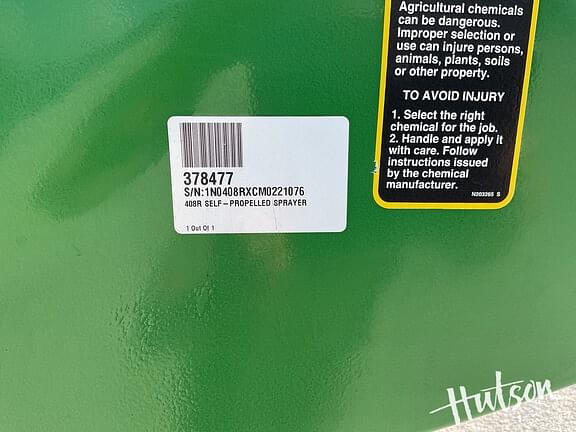 Agricultural chemicals
can be dangerous.
Improper selection or
use can injure persons,
animals, plants, soils
or other property.
TO AVOID INJURY
1. Select the right
chemical for the job.
2. Handle and apply it
with care. Follow
instructions issued
by the chemical
manufacturer.
N203265 S
378477
S/N:1N0408RXCM0221076
408R SELF-PROPELLED SPRAYER
1 Out Of 1
Hutson